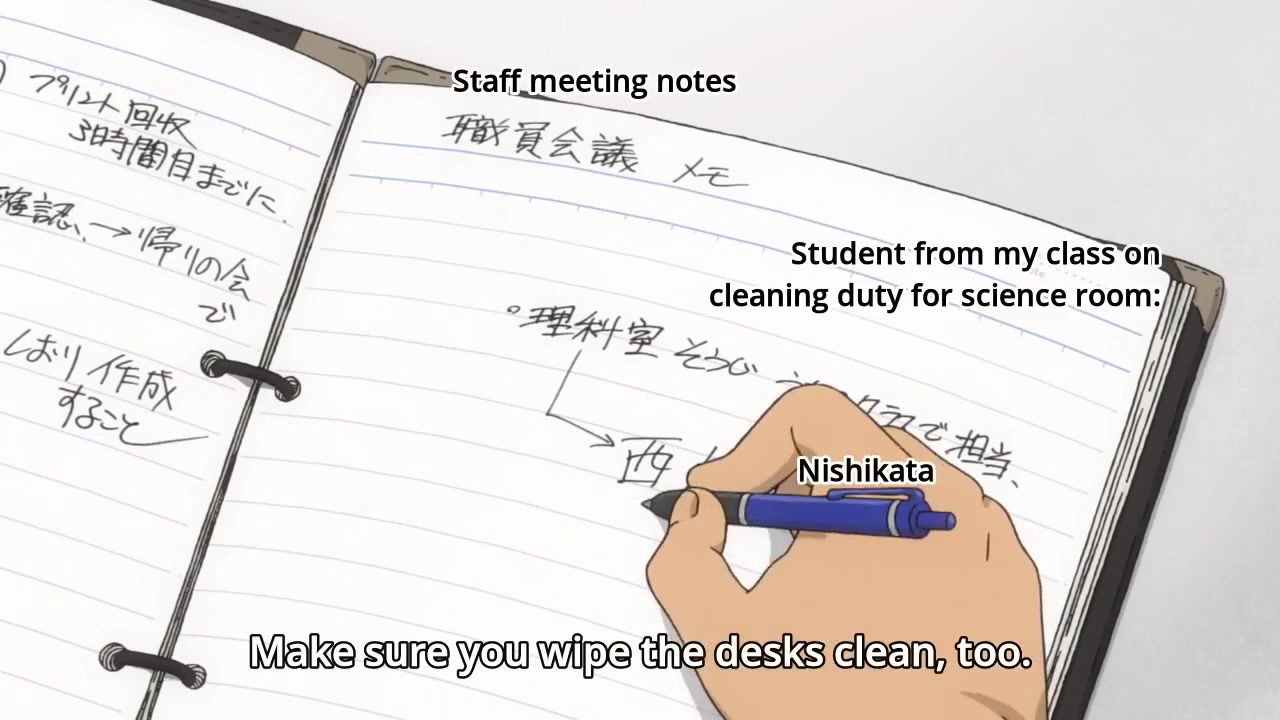 プリント回収
3時間目までに、
確認、→帰りの会
で
しおり作成
すること
Staff meeting notes
職員会議 メモ
Student from my class on
cleaning duty for science room:
。理科室 そうじ
クラスで担当、
西
Nishikata
Make sure you wipe the desks clean, too.